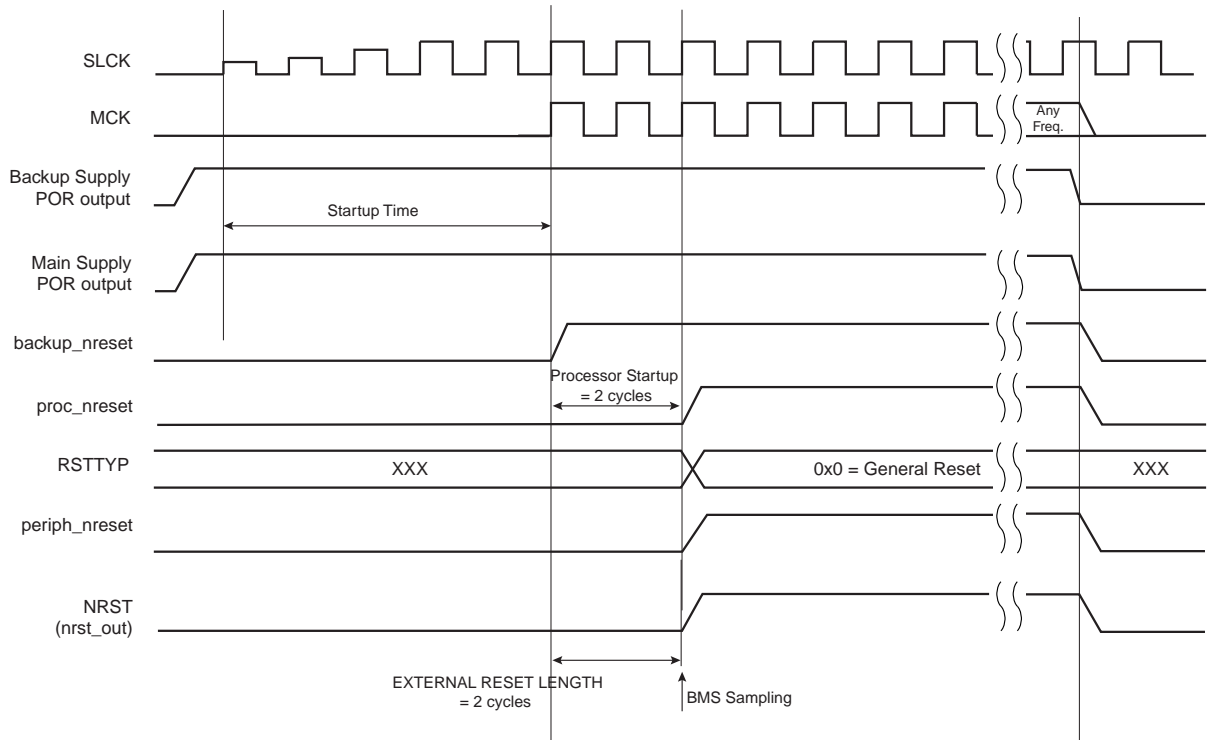 SLCK
MCK
Any
Freq.
Backup Supply
POR output
Startup Time
Main Supply
POR output
backup_nreset
Processor Startup
= 2 cycles
proc_nreset
RSTTYP
XXX
0x0 = General Reset
XXX
periph_nreset
NRST
(nrst_out)
EXTERNAL RESET LENGTH
= 2 cycles
BMS Sampling